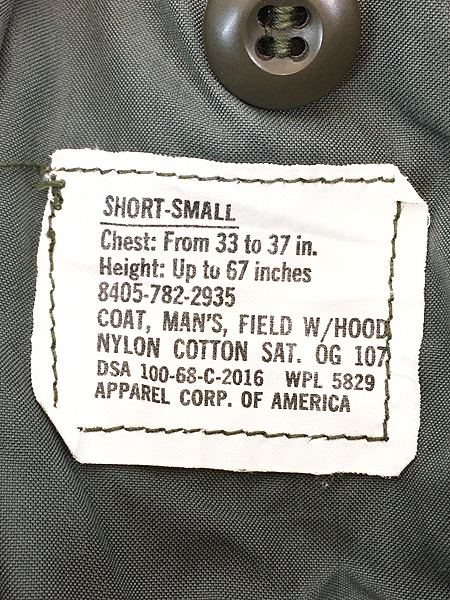 SHORT-SMALL
Chest: From 33 to 37 in.
Height: Up to 67 inches
8405-782-2935
COAT, MAN'S, FIELD W/HOOD
NYLON COTTON SAT. OG 107
DSA 100-68-C-2016 WPL 5829
APPAREL CORP. OF AMERICA